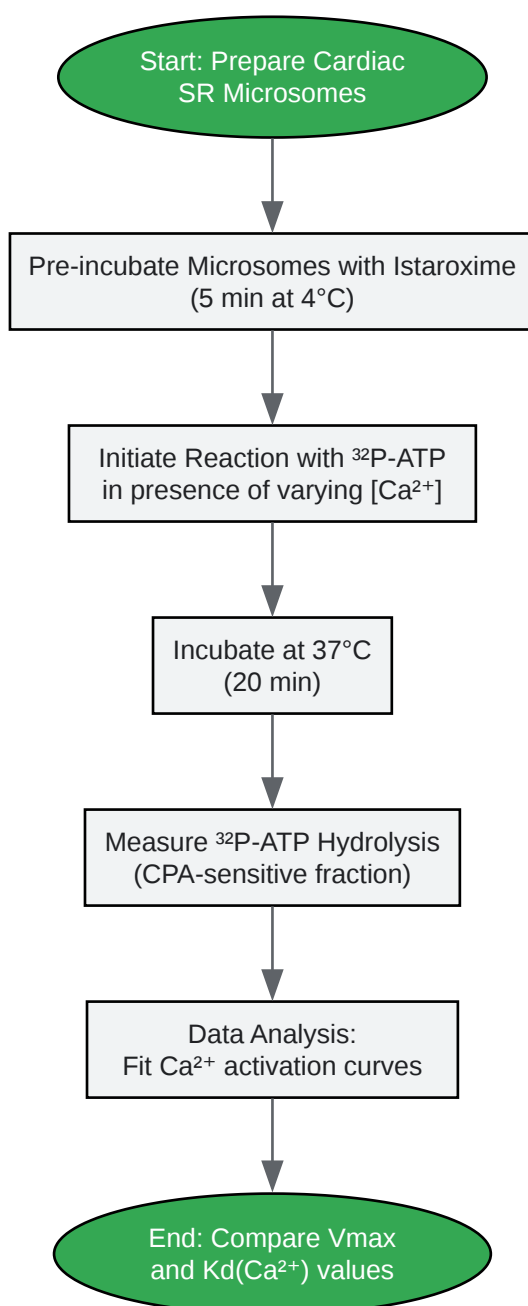 Start: Prepare Cardiac
SR Microsomes
Pre-incubate Microsomes with Istaroxime
(5 min at 4°C)
Initiate Reaction with ³²P-ATP
in presence of varying [Ca²⁺]
Incubate at 37°C
(20 min)
Measure ³²P-ATP Hydrolysis
(CPA-sensitive fraction)
Data Analysis:
Fit Ca²⁺ activation curves
End: Compare Vmax
and Kd(Ca²⁺) values